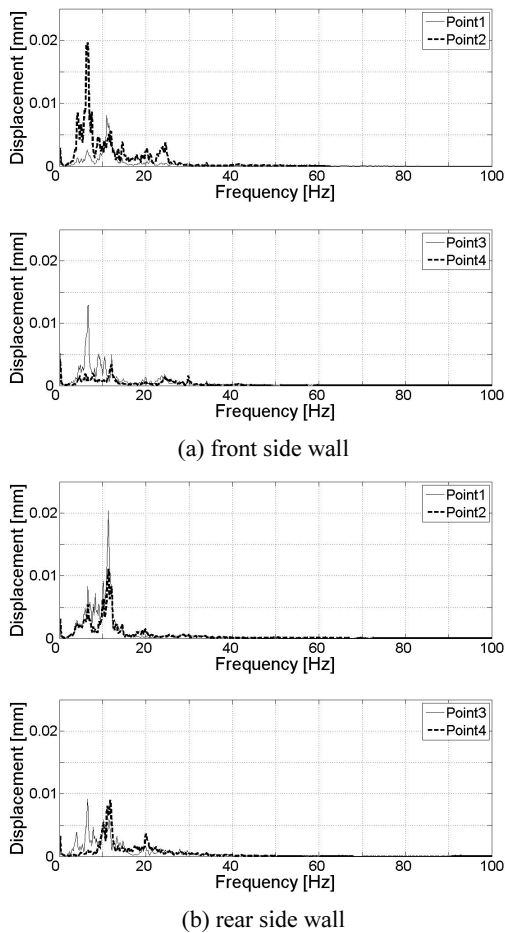 Displacement [mm]
0.02
0.01
0
Point1
Point2
0 20 40 60 80 100
Frequency [Hz]
Displacement [mm]
0.02
0.01
0
Point3
Point4
0 20 40 60 80 100
Frequency [Hz]
(a) front side wall
Displacement [mm]
0.02
0.01
0
Point1
Point2
0 20 40 60 80 100
Frequency [Hz]
Displacement [mm]
0.02
0.01
0
Point3
Point4
0 20 40 60 80 100
Frequency [Hz]
(b) rear side wall